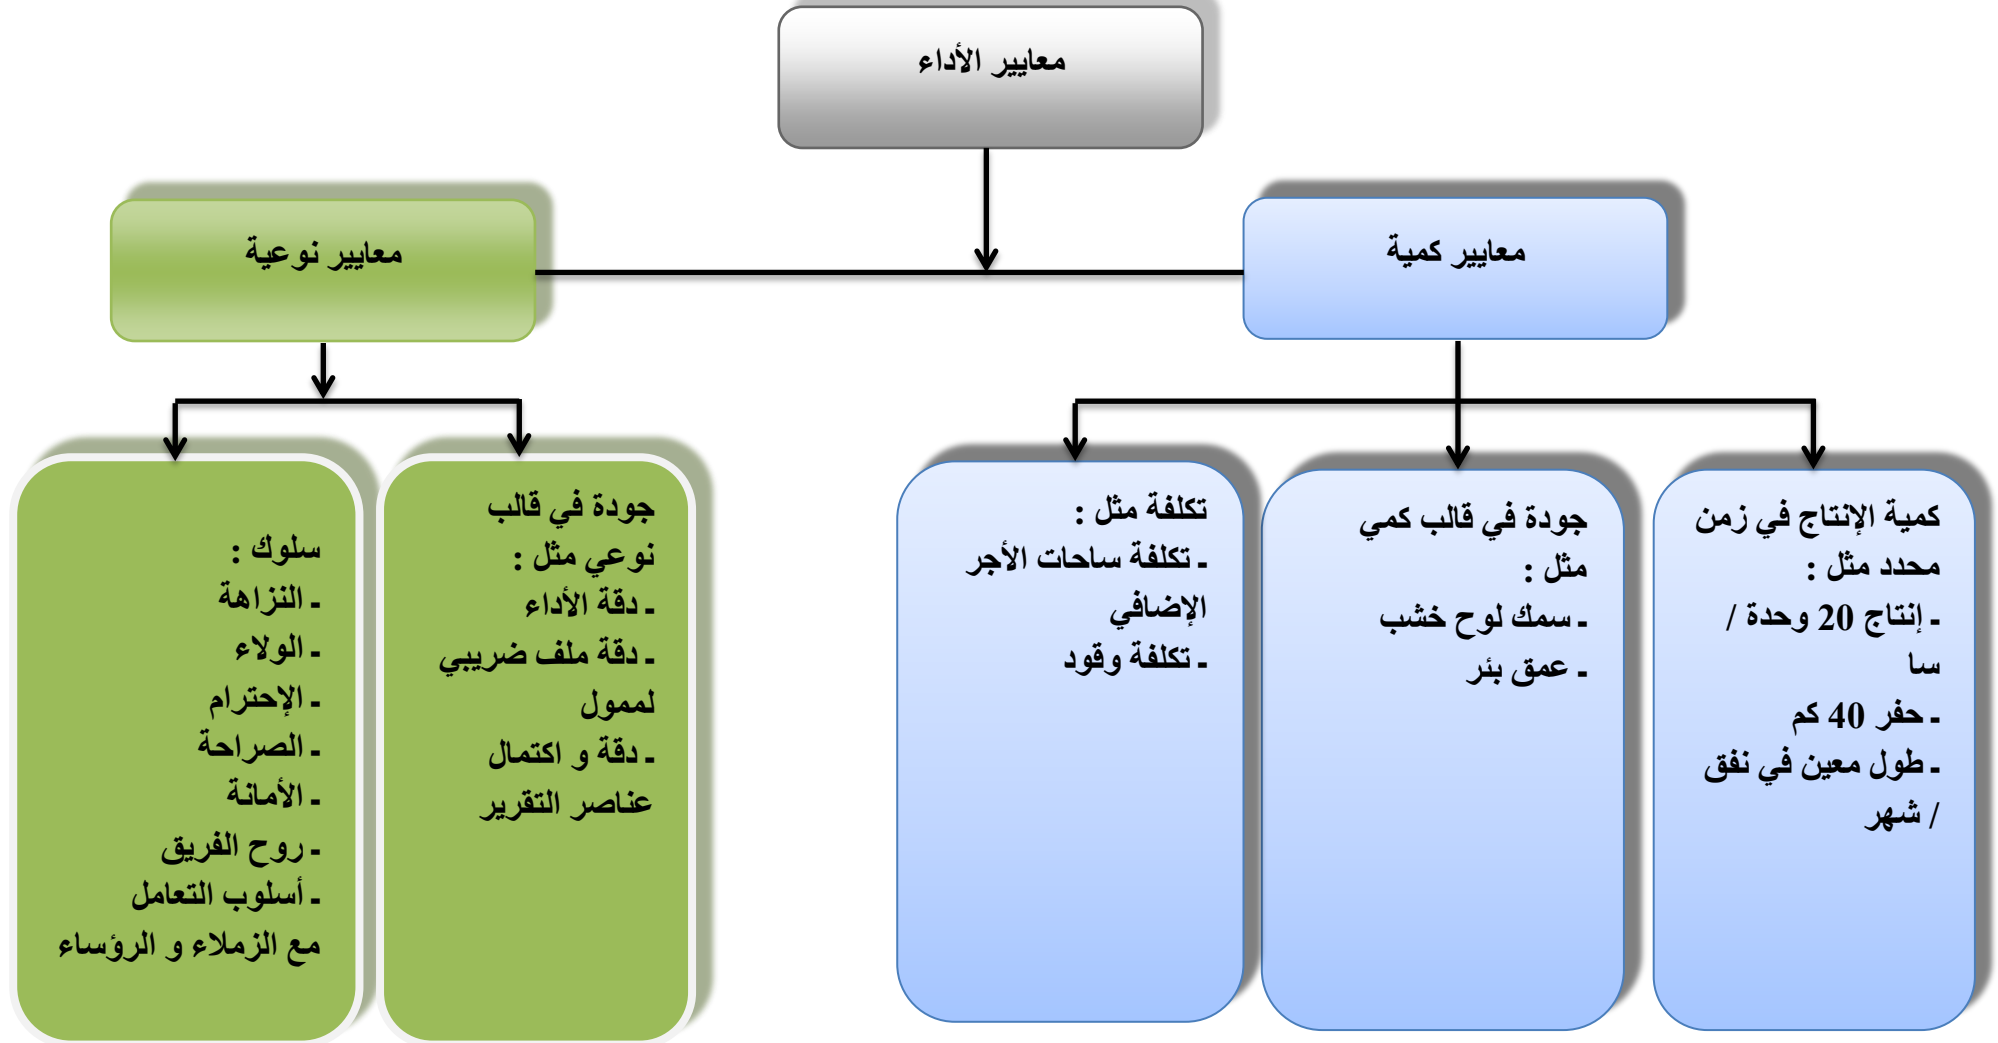 معايير الأداء
معايير كمية
معايير نوعية
كمية الإنتاج في زمن
محدد مثل :
ـ إنتاج 20 وحدة /
سا
ـ حفر 40 كم
ـ طول معين في نفق
/ شهر
جودة في قالب كمي
مثل :
ـ سمك لوح خشب
ـ عمق بئر
تكلفة مثل :
ـ تكلفة ساحات الأجر
الإضافي
ـ تكلفة وقود
جودة في قالب
نوعي مثل :
ـ دقة الأداء
ـ دقة ملف ضريبي
لممول
ـ دقة و اكتمال
عناصر التقرير
سلوك :
ـ النزاهة
ـ الولاء
ـ الإحترام
ـ الصراحة
ـ الأمانة
ـ روح الفريق
ـ أسلوب التعامل
مع الزملاء و الرؤساء